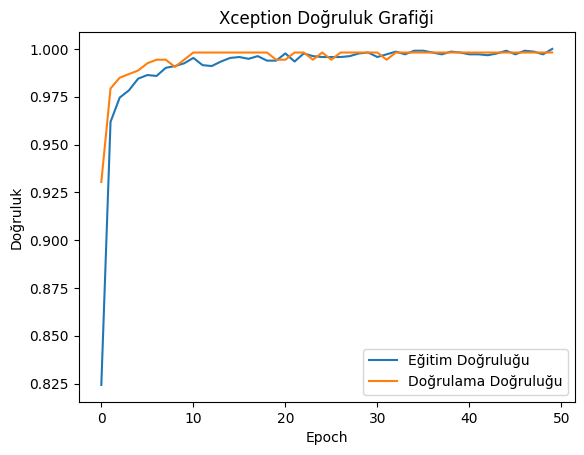 Xception Doğruluk Grafiği
1.000
0.975
0.950
0.925
0.900
0.875
0.850
0.825
Doğruluk
0 10 20 30 40 50
Epoch
Eğitim Doğruluğu
Doğrulama Doğruluğu